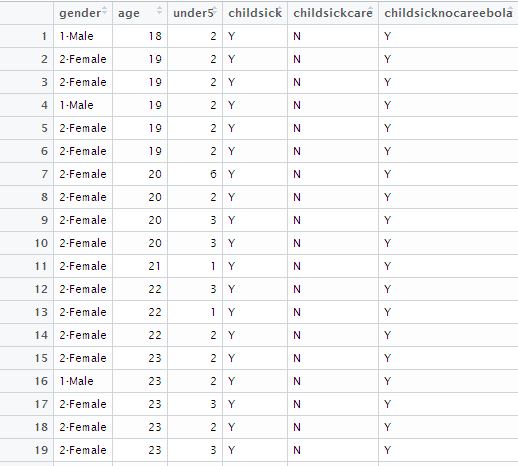 gender age under5 childsick childsickcare childsicknocareebola
1 1-Male 18 2 Y N Y
2 2-Female 19 2 Y N Y
3 2-Female 19 2 Y N Y
4 1-Male 19 2 Y N Y
5 2-Female 19 2 Y N Y
6 2-Female 19 2 Y N Y
7 2-Female 20 6 Y N Y
8 2-Female 20 2 Y N Y
9 2-Female 20 3 Y N Y
10 2-Female 20 3 Y N Y
11 2-Female 21 1 Y N Y
12 2-Female 22 3 Y N Y
13 2-Female 22 1 Y N Y
14 2-Female 22 2 Y N Y
15 2-Female 23 2 Y N Y
16 1-Male 23 2 Y N Y
17 2-Female 23 3 Y N Y
18 2-Female 23 2 Y N Y
19 2-Female 23 3 Y N Y